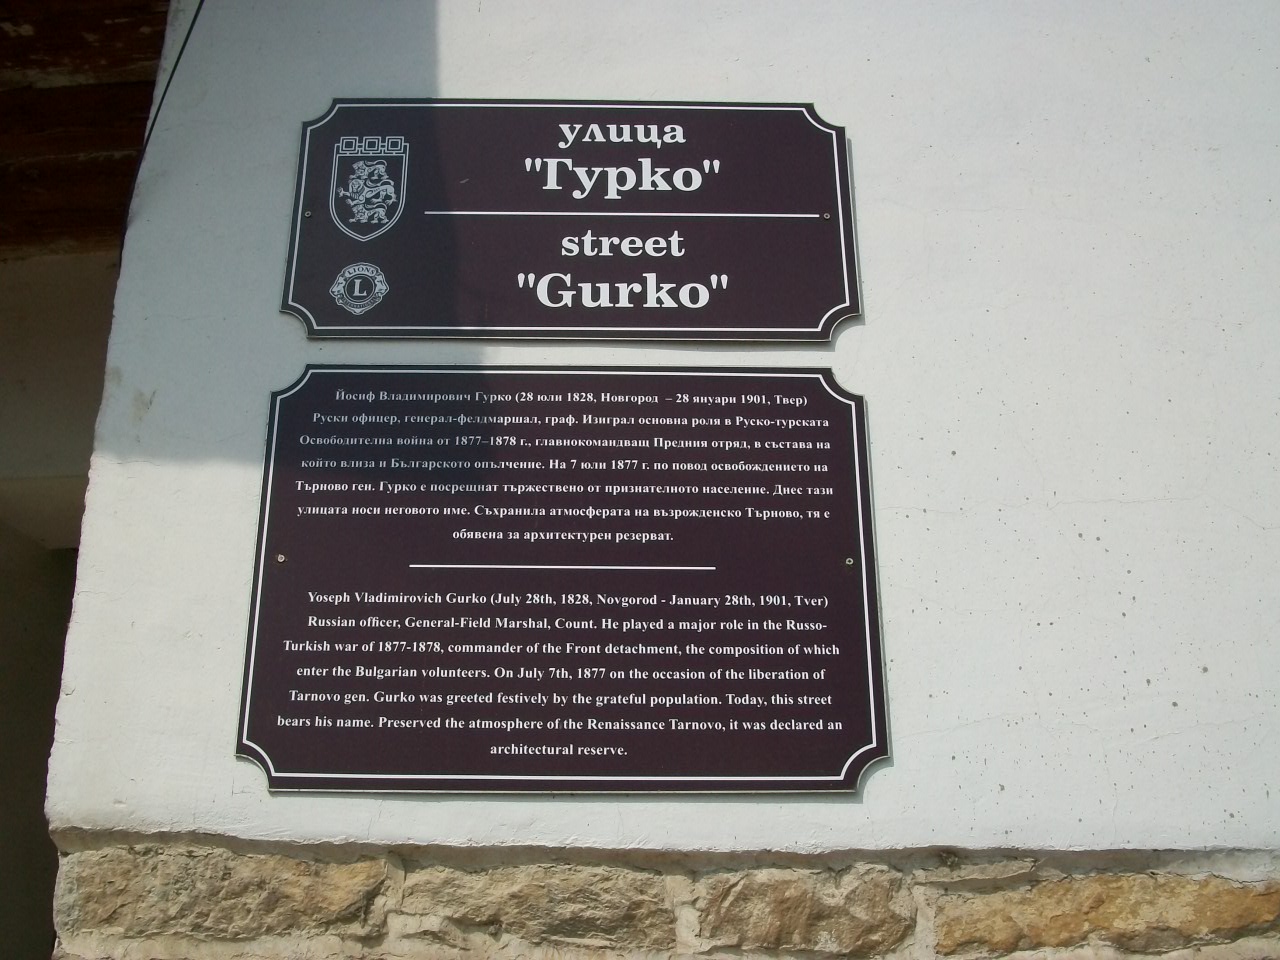 улица
"Гурко"
street
"Gurko"
LIONS
L
Йосиф Владимирович Гурко (28 юли 1828, Новгород – 28 януари 1901, Твер)
Руски офицер, генерал-фелдмаршал, граф. Изиграл основна роля в Руско-турската
Освободителна война от 1877–1878 г., главнокомандващ Предния отряд, в състава на
който влиза и Българското опълчение. На 7 юли 1877 г. по повод освобождението на
Търново ген. Гурко е посрещнат тържествено от признателното население. Днес тази
улицата носи неговото име. Съхранила атмосферата на възрожденско Търново, тя е
обявена за архитектурен резерват.
Yoseph Vladimirovich Gurko (July 28th, 1828, Novgorod - January 28th, 1901, Tver)
Russian officer, General-Field Marshal, Count. He played a major role in the Russo-
Turkish war of 1877-1878, commander of the Front detachment, the composition of which
enter the Bulgarian volunteers. On July 7th, 1877 on the occasion of the liberation of
Tarnovo gen. Gurko was greeted festively by the grateful population. Today, this street
bears his name. Preserved the atmosphere of the Renaissance Tarnovo, it was declared an
architectural reserve.